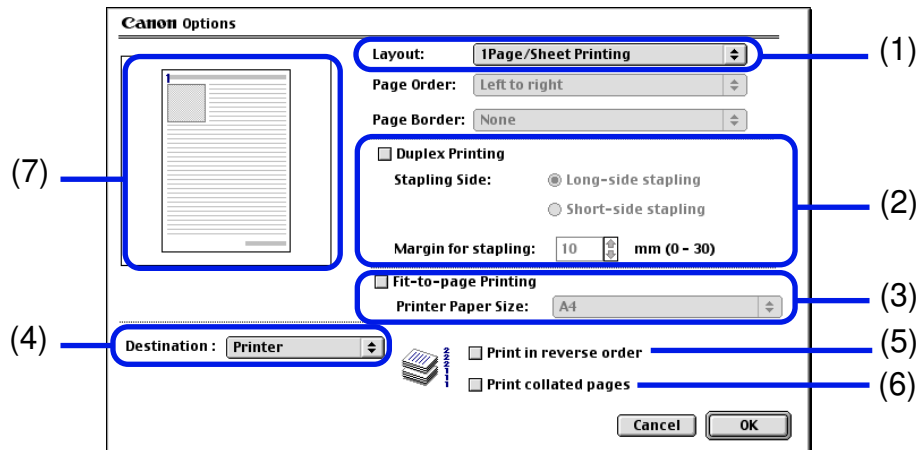 Canon Options
Layout: 1Page/Sheet Printing (1)
Page Order: Left to right
Page Border: None
1
Duplex Printing
Stapling Side: Long-side stapling
Short-side stapling
(7) (2)
Margin for stapling: 10 mm (0 - 30)
Fit-to-page Printing
Printer Paper Size: A4 (3)
(4) Destination : Printer
222111
Print in reverse order (5)
Print collated pages (6)
Cancel OK